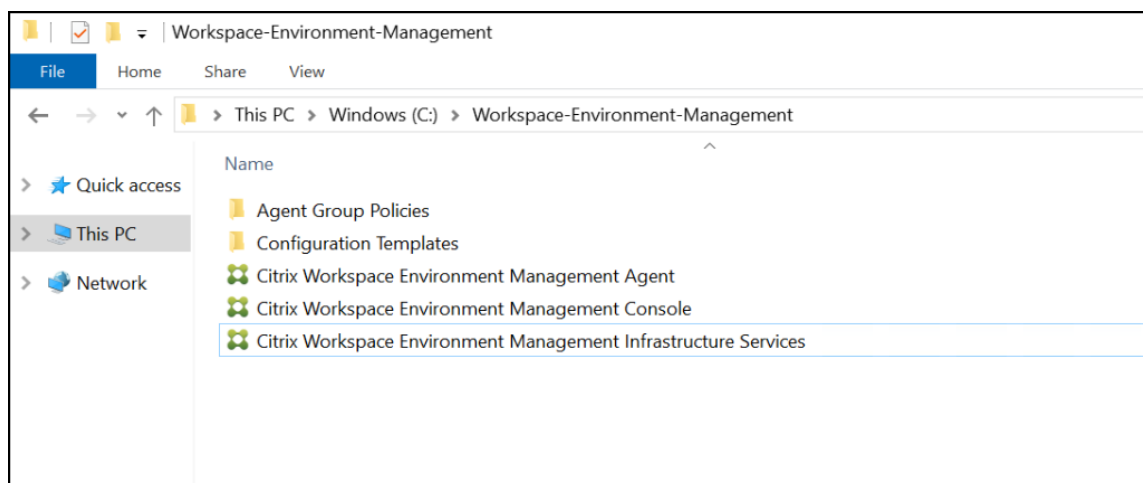 Workspace-Environment-Management
File Home Share View
This PC Windows (C:) Workspace-Environment-Management
Name
Quick access
This PC
Network
Agent Group Policies
Configuration Templates
Citrix Workspace Environment Management Agent
Citrix Workspace Environment Management Console
Citrix Workspace Environment Management Infrastructure Services